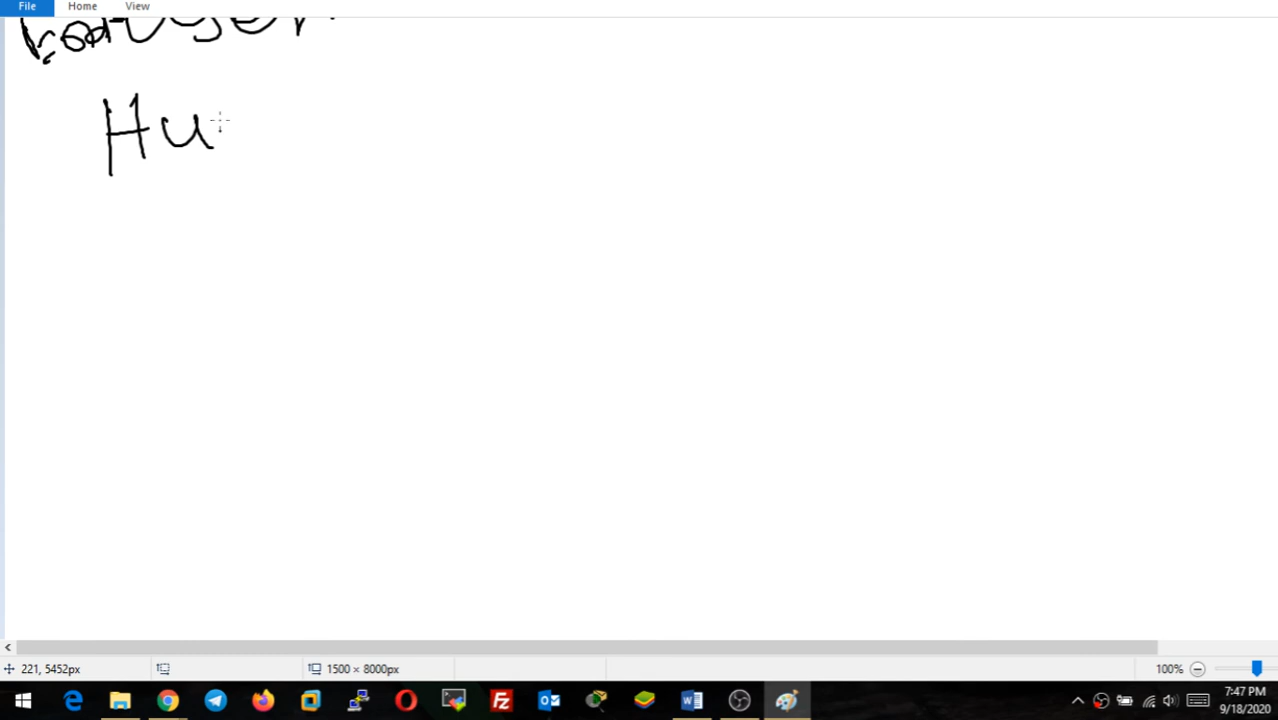 File Home View
Hu
221, 5452px 1500 × 8000px 100%
7:47 PM
9/18/2020